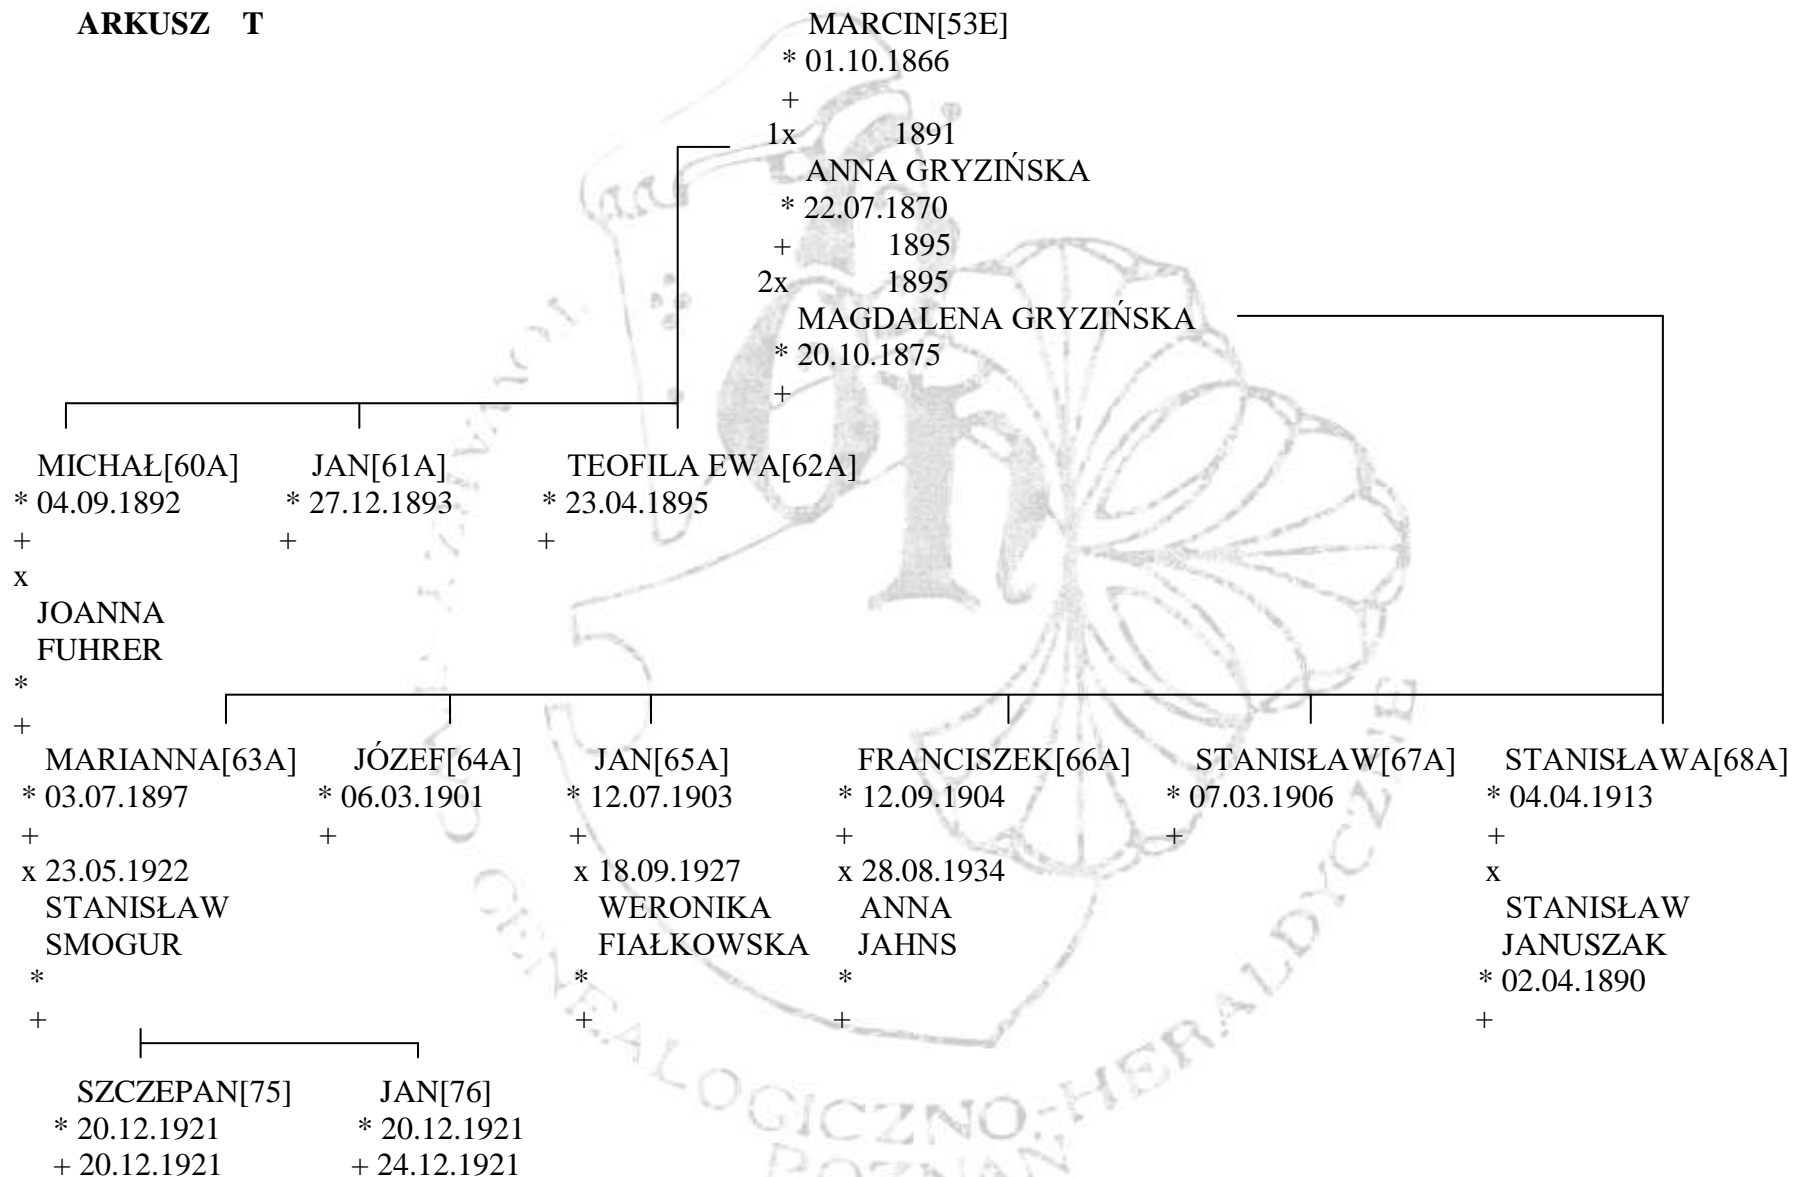 ARKUSZ T
MARCIN[53E]
* 01.10.1866
+
1x 1891
ANNA GRYZIŃSKA
* 22.07.1870
+ 1895
2x 1895
MAGDALENA GRYZIŃSKA
* 20.10.1875
+
MICHAŁ[60A] JAN[61A] TEOFILA EWA[62A]
* 04.09.1892 * 27.12.1893 * 23.04.1895
+ + +
x
JOANNA
FUHRER
*
+
MARIANNA[63A] JÓZEF[64A] JAN[65A] FRANCISZEK[66A] STANISŁAW[67A] STANISŁAWA[68A]
* 03.07.1897 * 06.03.1901 * 12.07.1903 * 12.09.1904 * 07.03.1906 * 04.04.1913
+ + + + + +
x 23.05.1922 x 18.09.1927 x 28.08.1934 x
STANISŁAW WERONIKA ANNA STANISŁAW
SMOGUR FIAŁKOWSKA JAHNS JANUSZAK
* * * * 02.04.1890
+ + + +
SZCZEPAN[75] JAN[76]
* 20.12.1921 * 20.12.1921
+ 20.12.1921 + 24.12.1921
GENEALOGICZNO-HERALDYCZNE
POZNAŃ